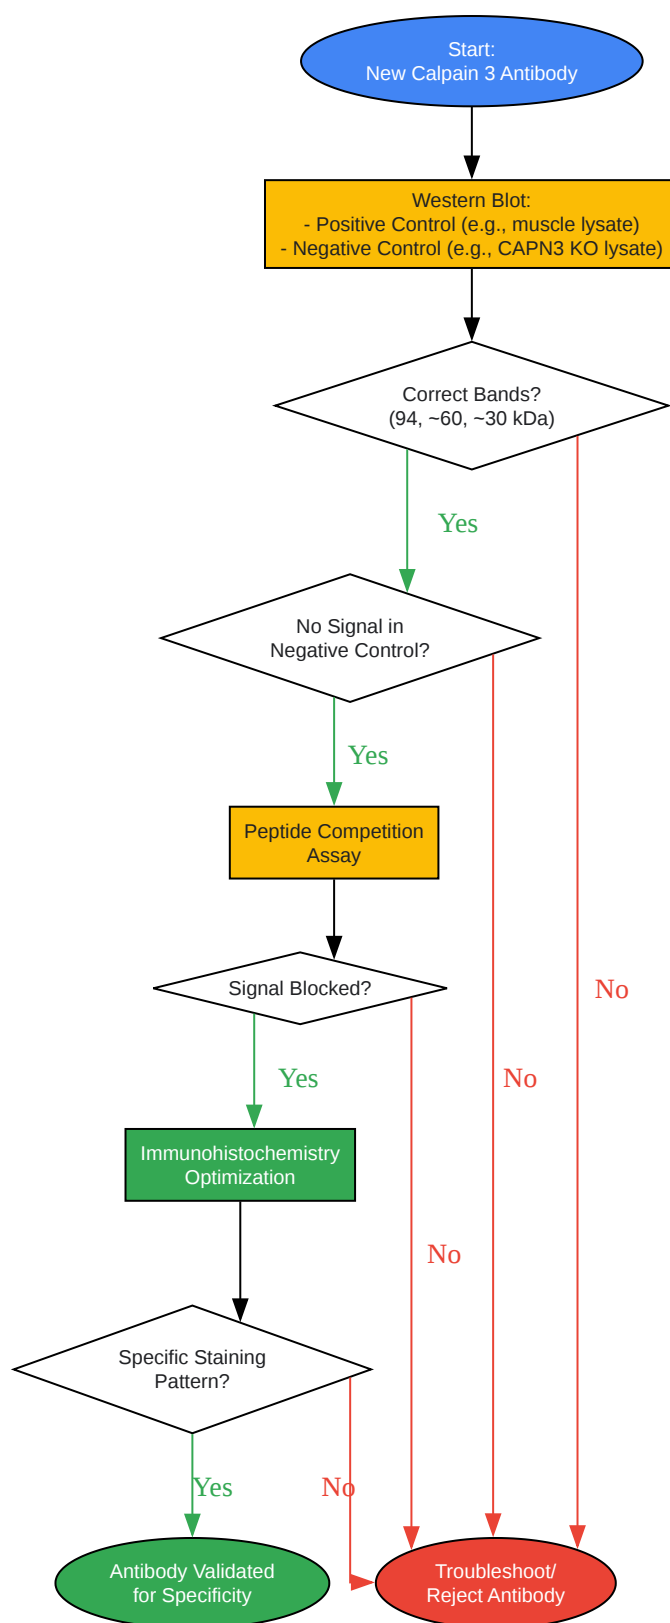 Start:
New Calpain 3 Antibody
Western Blot:
- Positive Control (e.g., muscle lysate)
- Negative Control (e.g., CAPN3 KO lysate)
Correct Bands?
(94, ~60, ~30 kDa)
Yes
No Signal in
Negative Control?
Yes
Peptide Competition
Assay
Signal Blocked?
No
Yes
No
Immunohistochemistry
Optimization
No
Specific Staining
Pattern?
Yes
No
Antibody Validated
for Specificity
Troubleshoot/
Reject Antibody